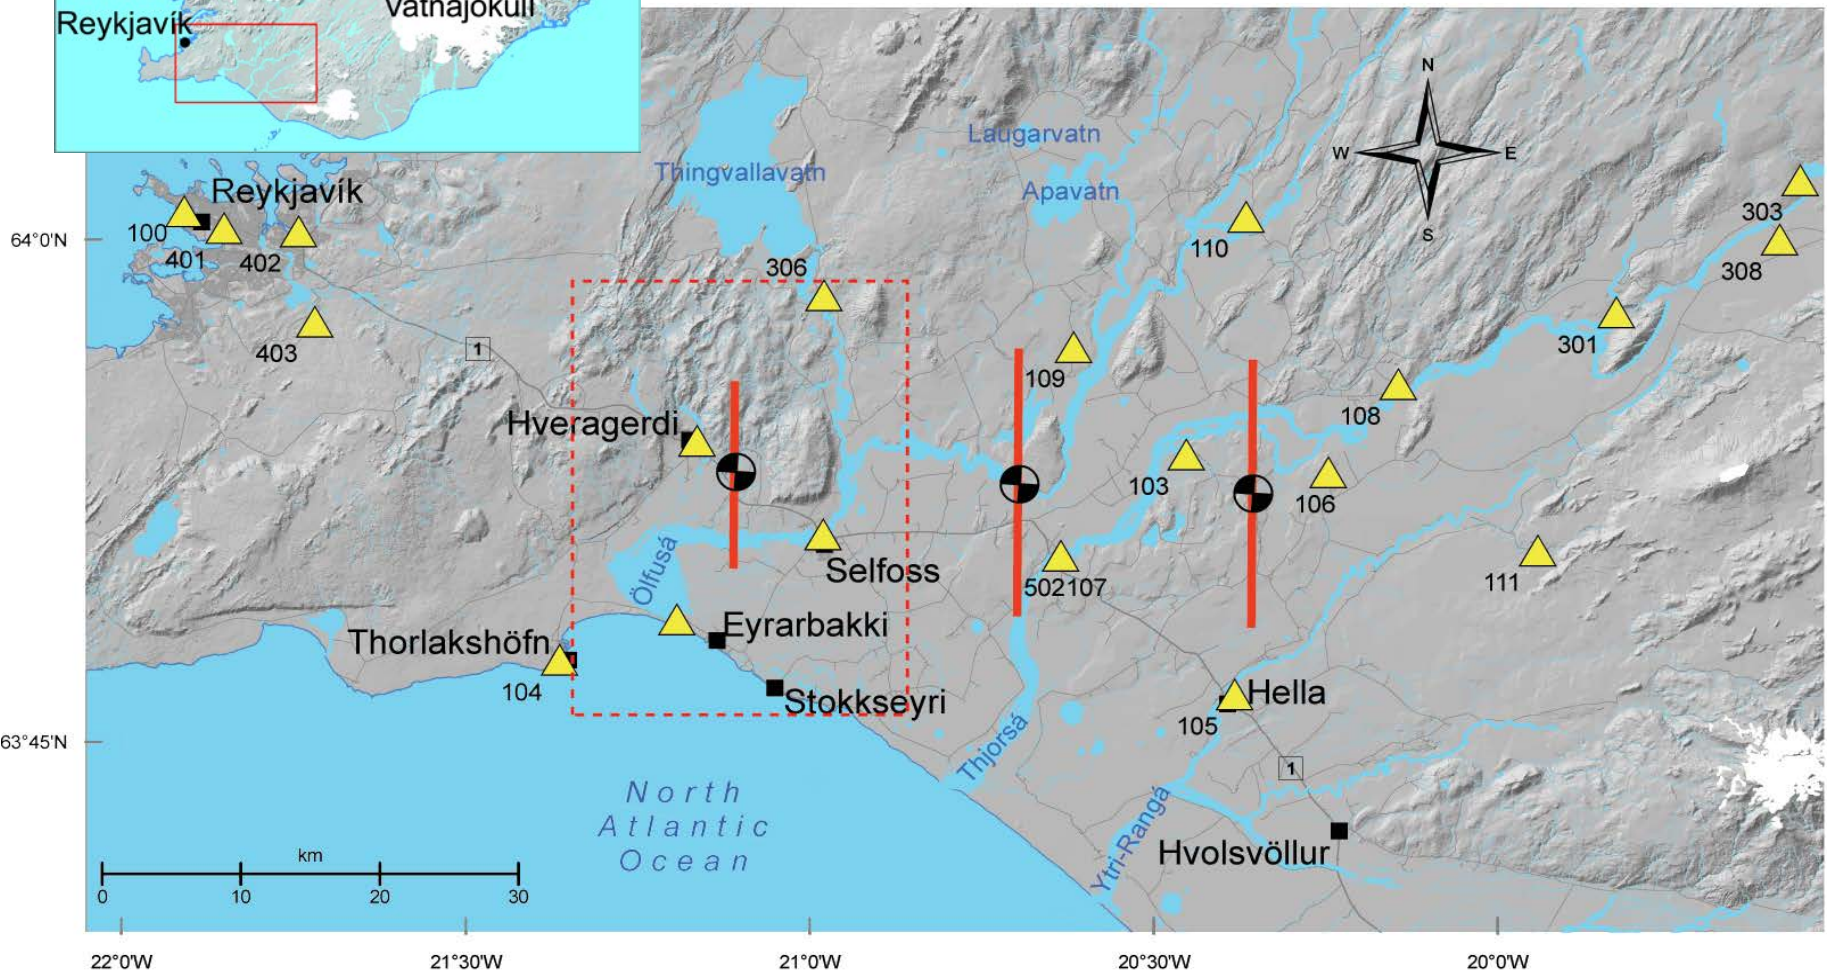 Vatnajökull
Reykjavík
N
W
E
S
Laugarvatn
Thingvallavatn
Apavatn
Reykjavík
303
100
110
64°0'N
401
402
308
306
301
403
1
109
108
Hveragerdi
103
106
Ölfusá
Selfoss
502107
111
Eyrarbakki
Thorlakshöfn
104
Hella
Stokkseyri
105
63°45'N
Thjorsá
1
North
Atlantic
Ocean
Ytri-Rangá
Hvolsvöllur
km
0
10
20
30
22°0'W
21°30'W
21°0'W
20°30'W
20°0'W